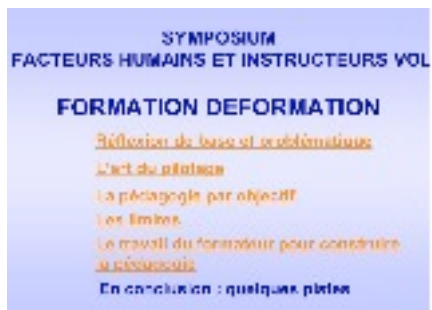 SYMPOSIUM
FACTEURS HUMAINS ET INSTRUCTEURS VOL
FORMATION DEFORMATION
Réflexion de base et problématique
L'art du pilotage
La pédagogie par objectif
Les limites
Le travail du formateur pour construire
la pédagogie
En conclusion : quelques pistes